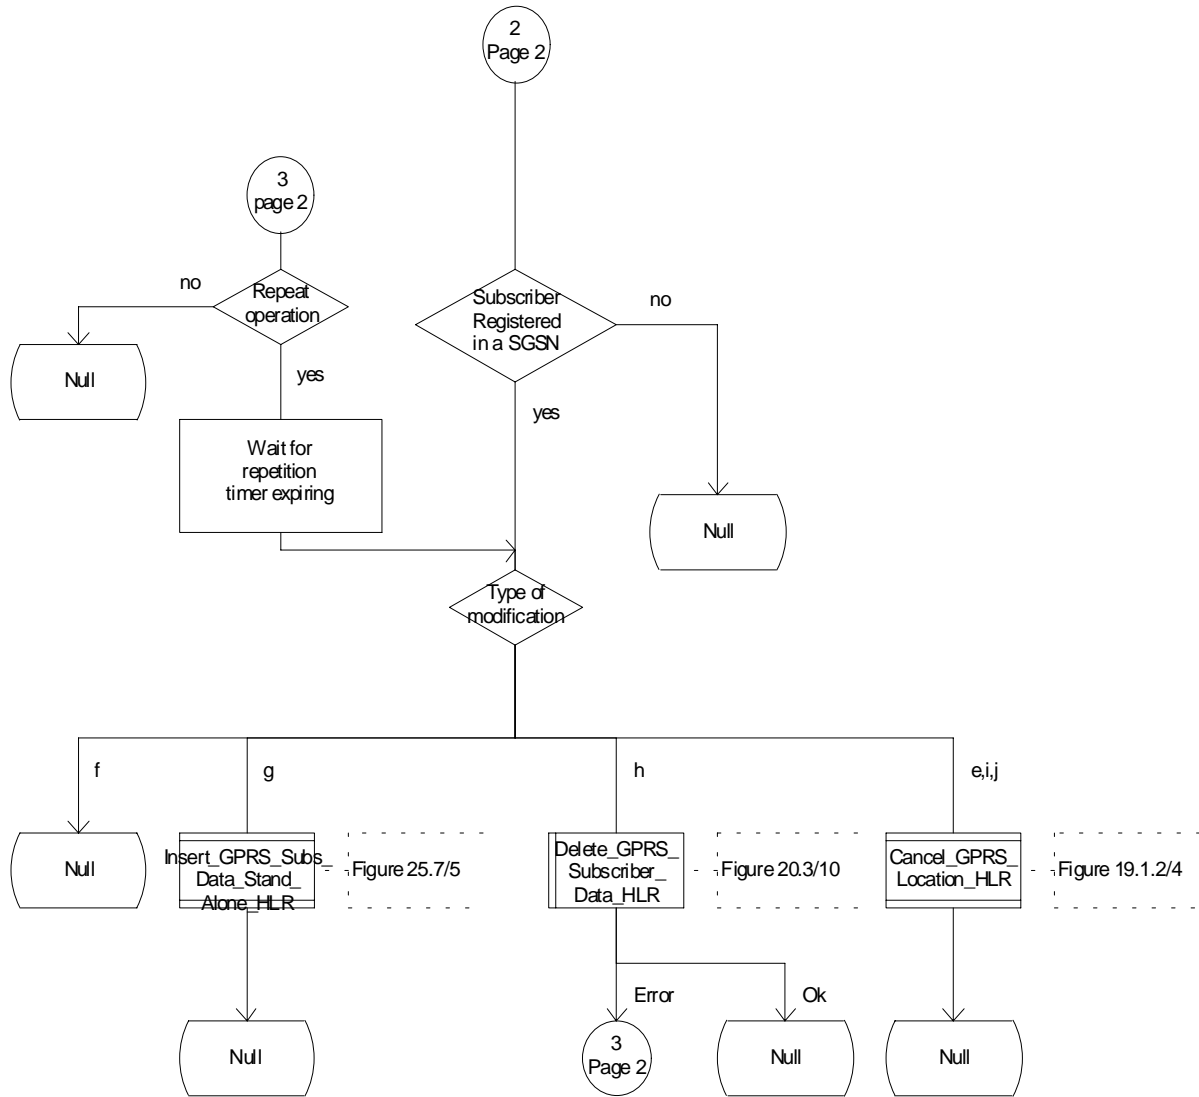 2
Page 2
3
page 2
no
Repeat
operation
Subscriber
Registered
in a SGSN
no
Null
yes
yes
Wait for
repetition
timer expiring
Null
Type of
modification
f
g
h
e,i,j
Null
Insert_GPRS_Subs_
Data_Stand_
Alone_HLR
Figure 25.7/5
Delete_GPRS_
Subscriber_
Data_HLR
Figure 20.3/10
Cancel_GPRS_
Location_HLR
Figure 19.1.2/4
Error
Ok
Null
3
Page 2
Null
Null